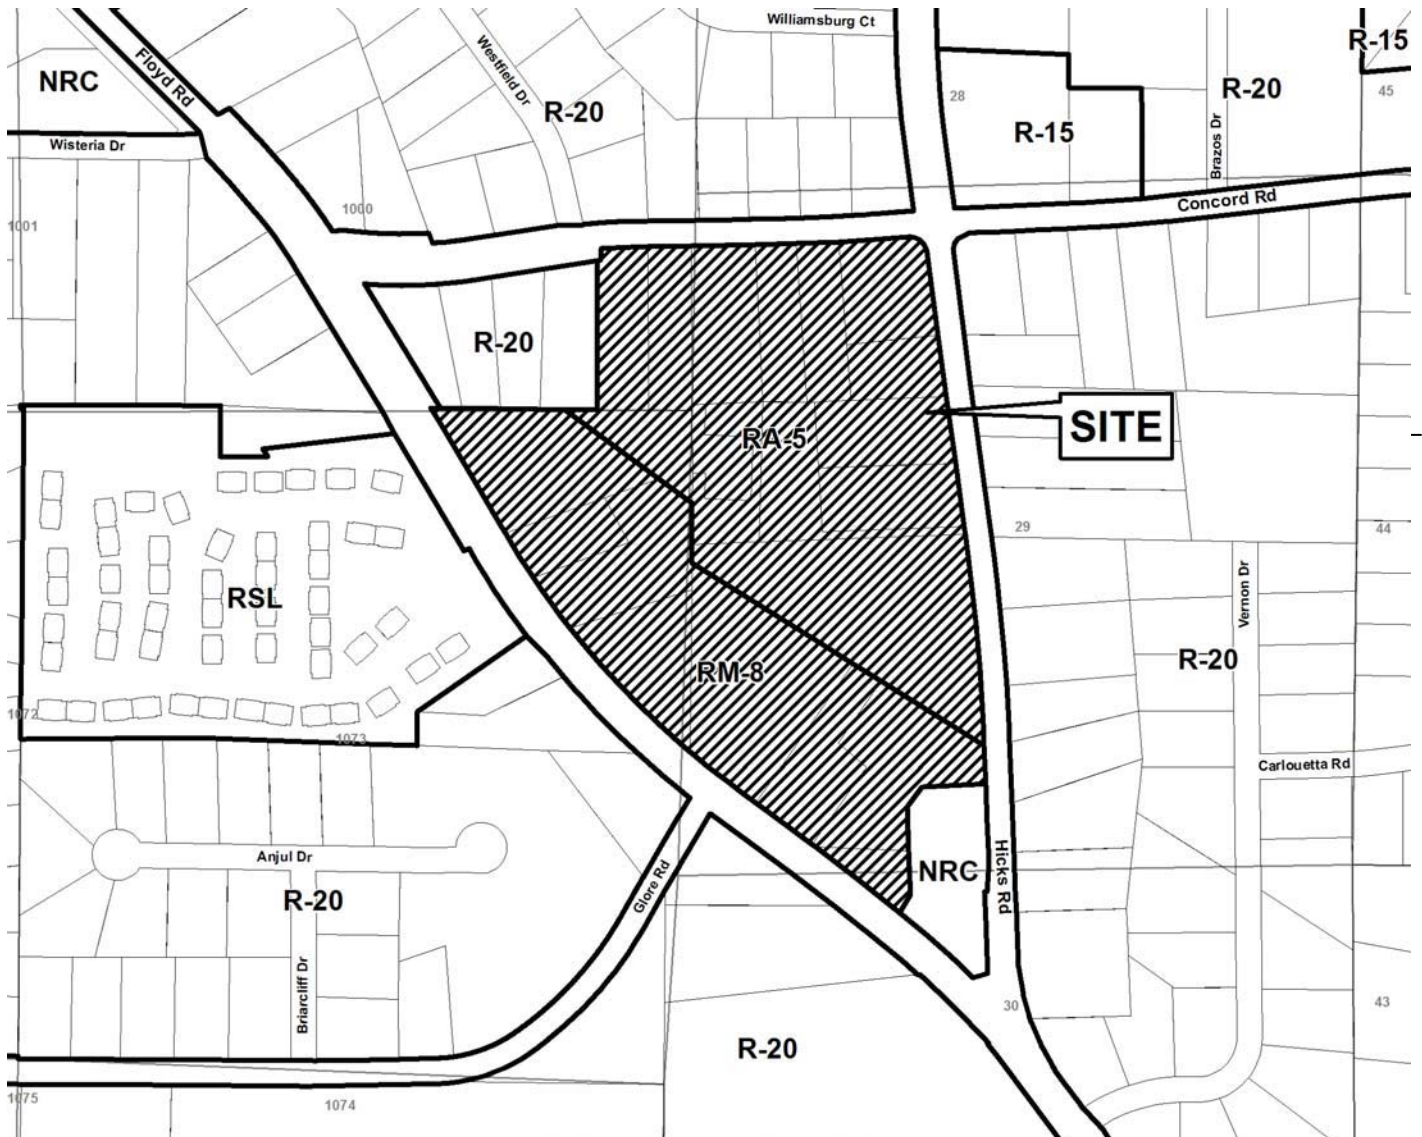 Williamsburg Ct
R-15
Westfield Dr
Floyd Rd
NRC
R-20
R-20
45
28
R-15
Brazos Dr
Wisteria Dr
Concord Rd
1000
1001
R-20
SITE
RA-5
29
44
RSL
Vernon Dr
R-20
RM-8
1072
1073
Carlouetta Rd
Anjul Dr
NRC
Hicks Rd
Glore Rd
R-20
Briarcliff Dr
30
43
R-20
1075
1074